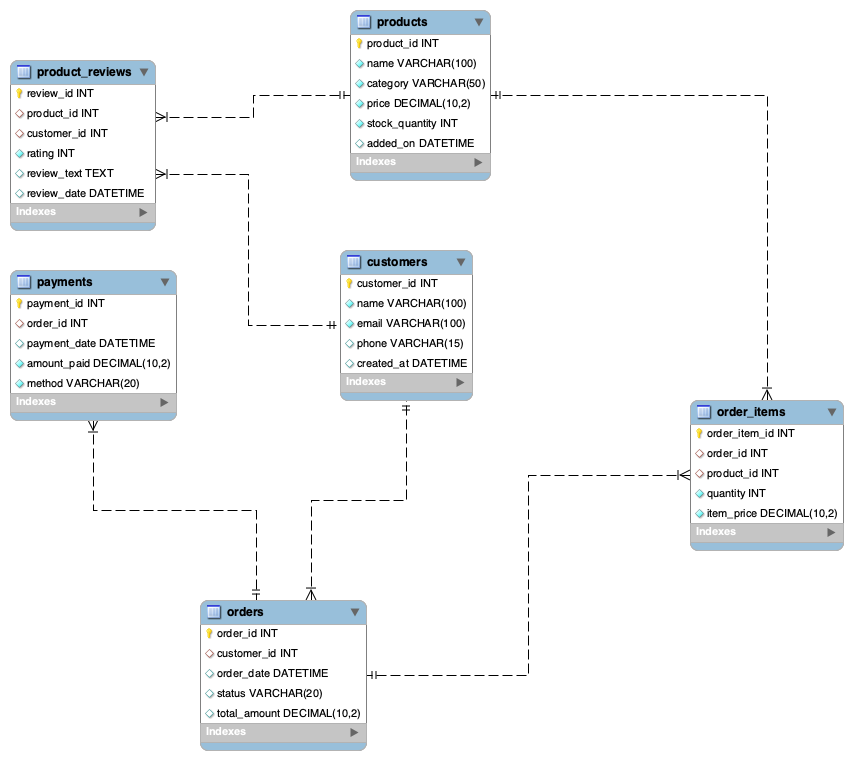 products
product_id INT
name VARCHAR(100)
category VARCHAR(50)
price DECIMAL(10,2)
stock_quantity INT
added_on DATETIME
Indexes
product_reviews
review_id INT
product_id INT
customer_id INT
rating INT
review_text TEXT
review_date DATETIME
Indexes
customers
customer_id INT
name VARCHAR(100)
email VARCHAR(100)
phone VARCHAR(15)
created_at DATETIME
Indexes
payments
payment_id INT
order_id INT
payment_date DATETIME
amount_paid DECIMAL(10,2)
method VARCHAR(20)
Indexes
order_items
order_item_id INT
order_id INT
product_id INT
quantity INT
item_price DECIMAL(10,2)
Indexes
orders
order_id INT
customer_id INT
order_date DATETIME
status VARCHAR(20)
total_amount DECIMAL(10,2)
Indexes